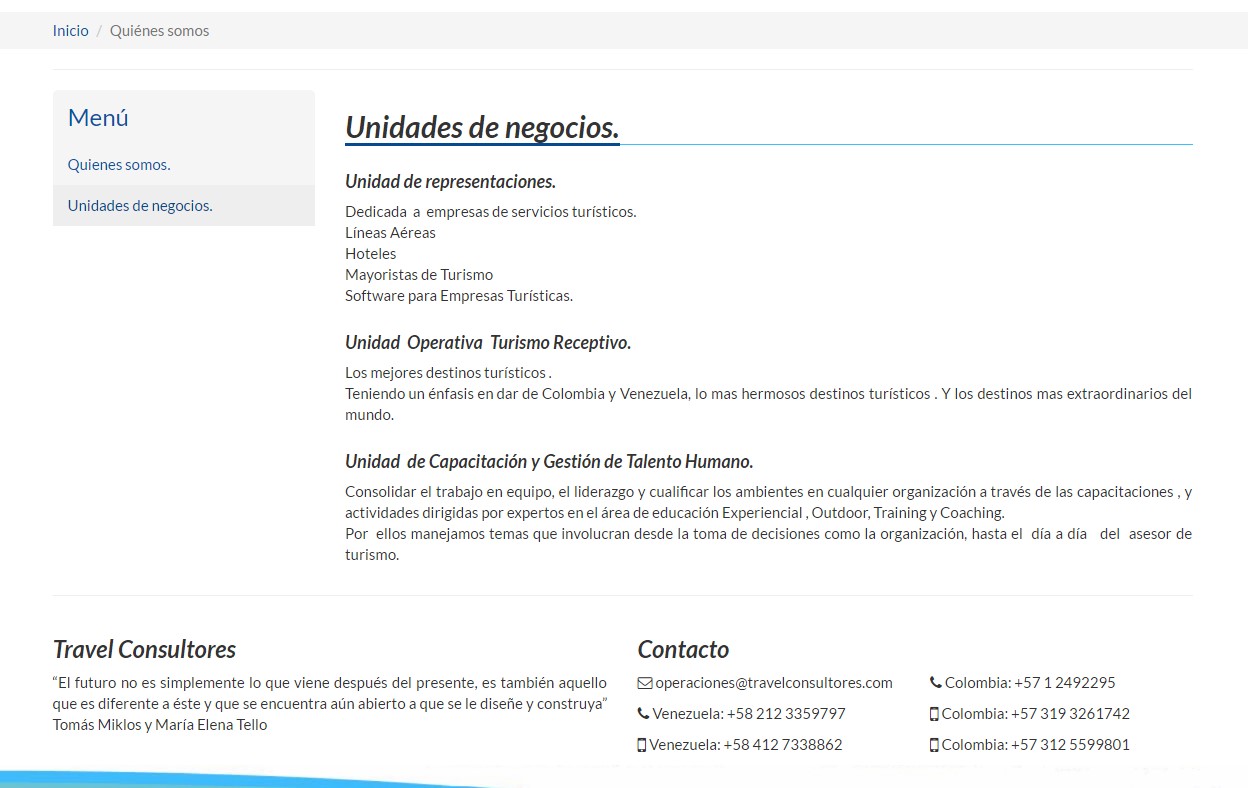 Inicio / Quiénes somos
Menú
Quienes somos.
Unidades de negocios.
Unidades de negocios.
Unidad de representaciones.
Dedicada a empresas de servicios turísticos.
Líneas Aéreas
Hoteles
Mayoristas de Turismo
Software para Empresas Turísticas.
Unidad Operativa Turismo Receptivo.
Los mejores destinos turísticos .
Teniendo un énfasis en dar de Colombia y Venezuela, lo mas hermosos destinos turísticos . Y los destinos mas extraordinarios del
mundo.
Unidad de Capacitación y Gestión de Talento Humano.
Consolidar el trabajo en equipo, el liderazgo y cualificar los ambientes en cualquier organización a través de las capacitaciones , y
actividades dirigidas por expertos en el área de educación Experiencial , Outdoor, Training y Coaching.
Por ellos manejamos temas que involucran desde la toma de decisiones como la organización, hasta el día a día del asesor de
turismo.
Travel Consultores
“El futuro no es simplemente lo que viene después del presente, es también aquello
que es diferente a éste y que se encuentra aún abierto a que se le diseñe y construya”
Tomás Miklos y María Elena Tello
Contacto
operaciones@travelconsultores.com
Venezuela: +58 212 3359797
Venezuela: +58 412 7338862
Colombia: +57 1 2492295
Colombia: +57 319 3261742
Colombia: +57 312 5599801